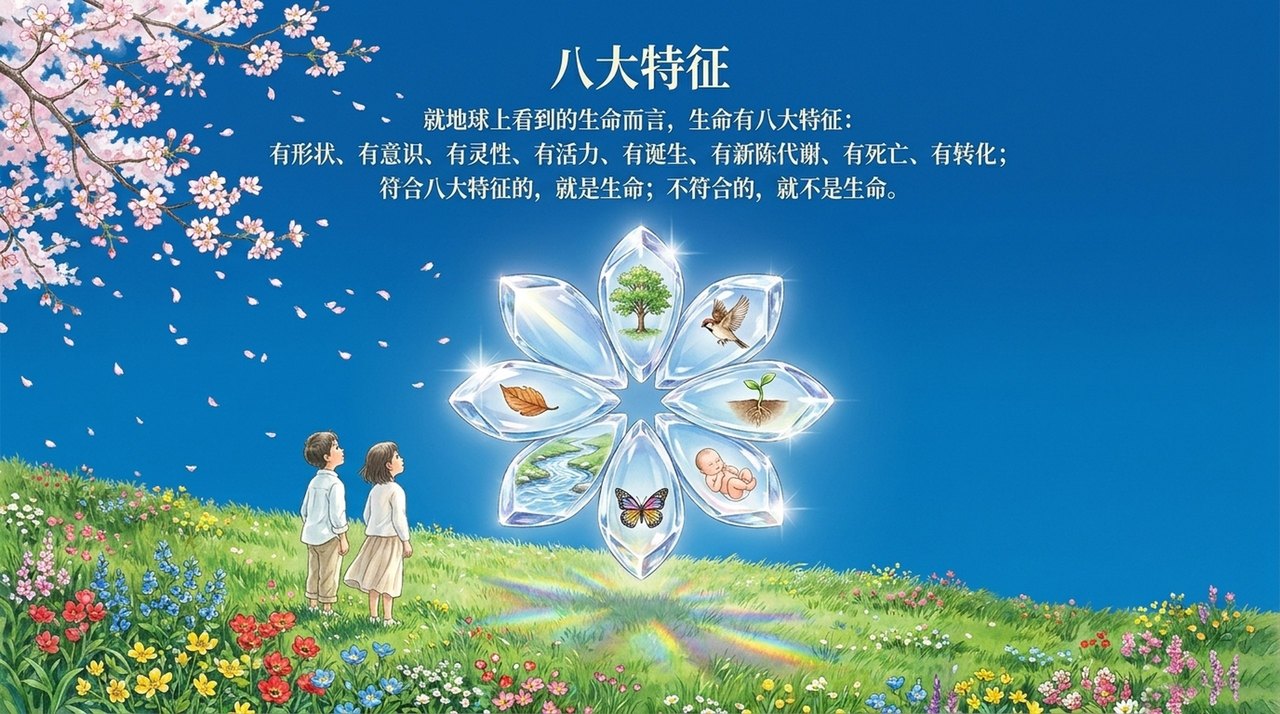 八大特征
就地球上看到的生命而言，生命有八大特征：
有形状、有意识、有灵性、有活力、有诞生、有新陈代谢、有死亡、有转化；
符合八大特征的，就是生命；不符合的，就不是生命。